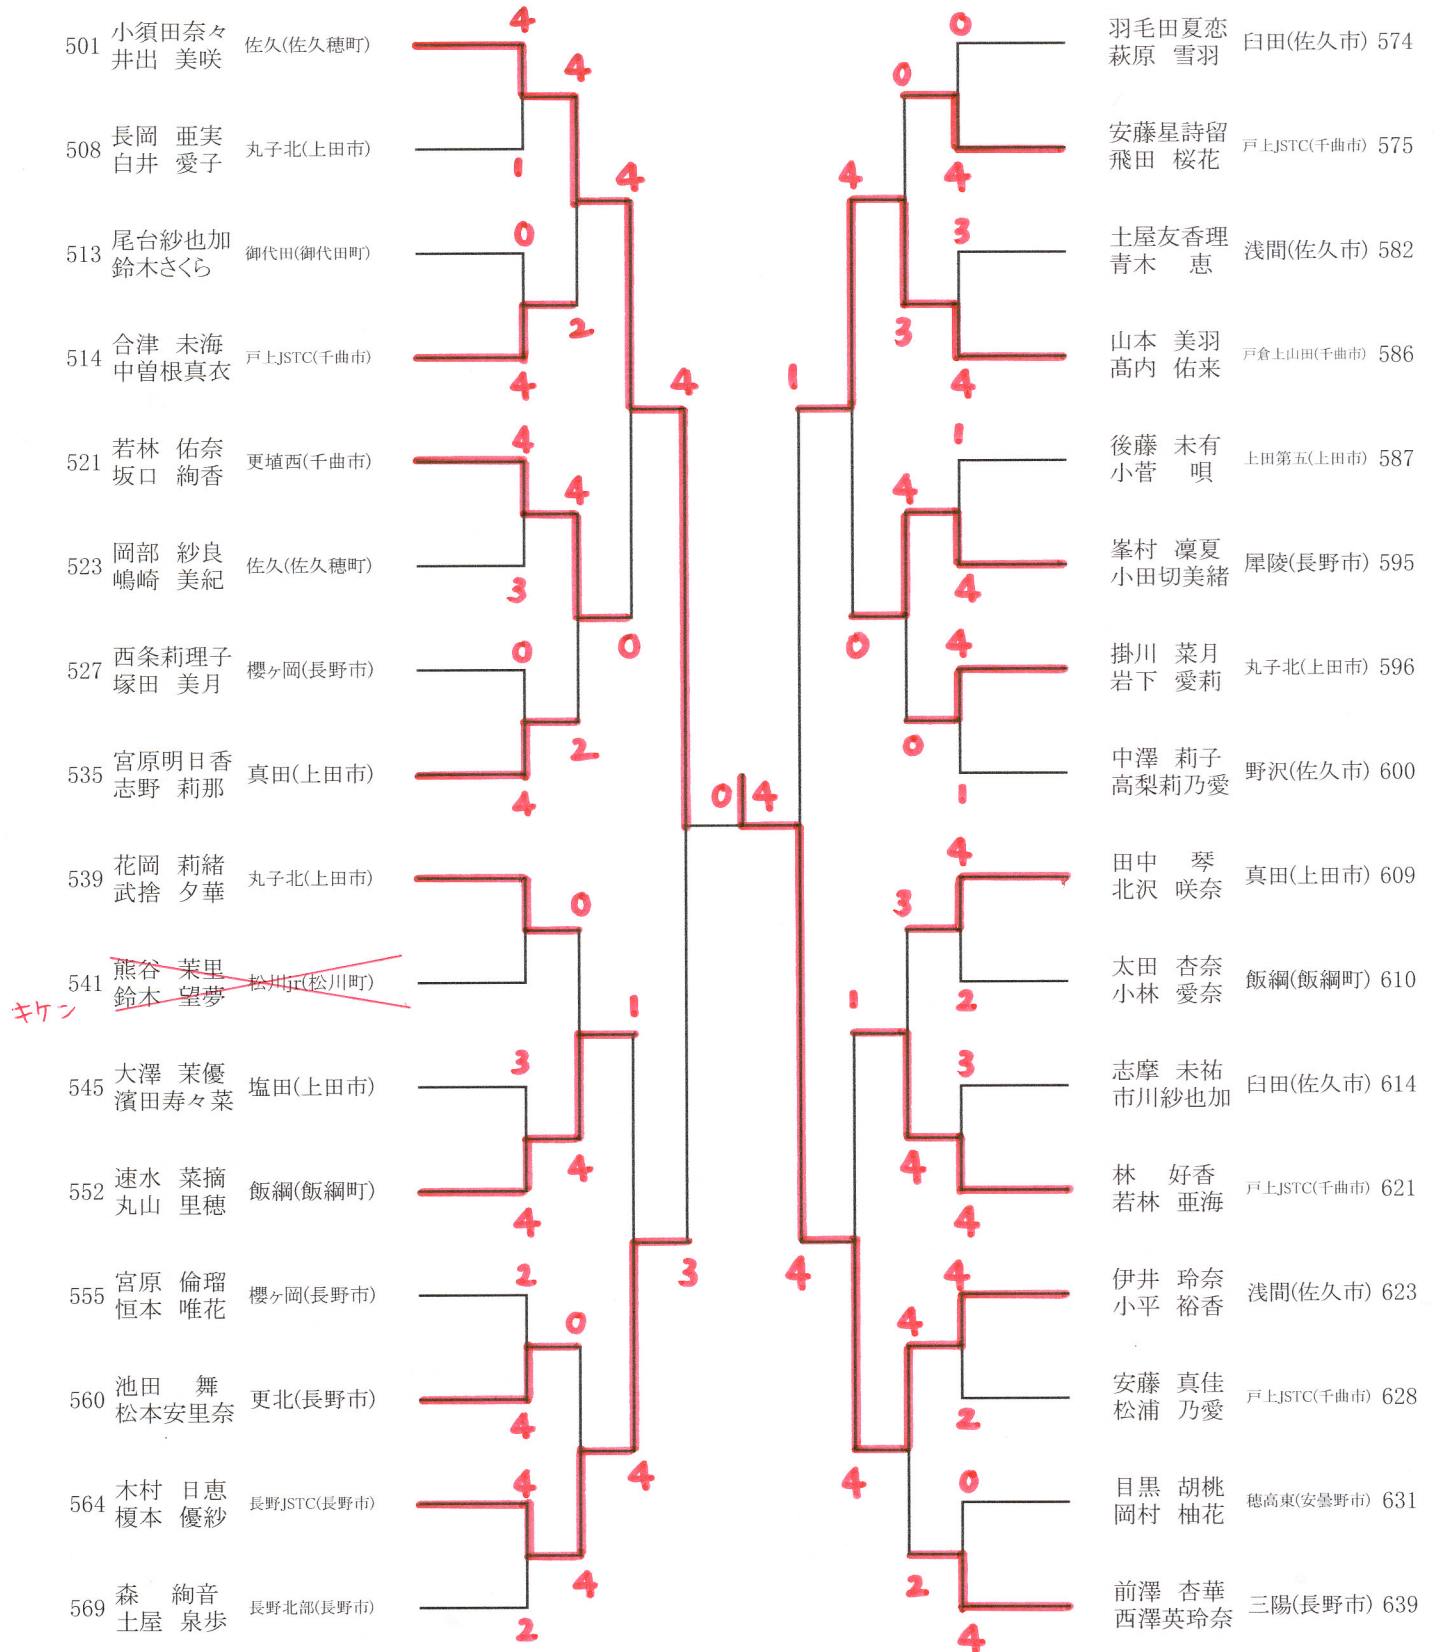 501 小須田奈々 井出 美咲 佐久(佐久穂町)
508 長岡 亜実 白井 愛子 丸子北(上田市)
513 尾台紗也加 鈴木さくら 御代田(御代田町)
514 合津 未海 中曽根真衣 戸上JSTC(千曲市)
521 若林 佑奈 坂口 絢香 更埴西(千曲市)
523 岡部 紗良 嶋崎 美紀 佐久(佐久穂町)
527 西条莉理子 塚田 美月 櫻ヶ岡(長野市)
535 宮原明日香 志野 莉那 真田(上田市)
539 花岡 莉緒 武捨 夕華 丸子北(上田市)
541 熊谷 茉里 鈴木 望夢 松川jr(松川町)
キケン
545 大澤 茉優 濱田寿々菜 塩田(上田市)
552 速水 菜摘 丸山 里穂 飯綱(飯綱町)
555 宮原 倫瑠 恒本 唯花 櫻ヶ岡(長野市)
560 池田 舞 松本安里奈 更北(長野市)
564 木村 日恵 榎本 優紗 長野JSTC(長野市)
569 森 絢音 土屋 泉歩 長野北部(長野市)
4
1
0
4
4
3
0
4
3
4
2
4
4
2
4
2
4
2
0
4
0
4
4
0
1
4
4
3
0 4
1
4
4
0
1
4
0
3
4
0
3
4
4
2
0
4
3
4
1
4
4
1
4
2
3
4
4
2
0
4
羽毛田夏恋 萩原 雪羽 臼田(佐久市) 574
安藤星詩留 飛田 桜花 戸上JSTC(千曲市) 575
土屋友香理 青木 恵 浅間(佐久市) 582
山本 美羽 髙内 佑来 戸倉上山田(千曲市) 586
後藤 未有 小菅 唄 上田第五(上田市) 587
峯村 凜夏 小田切美緒 犀陵(長野市) 595
掛川 菜月 岩下 愛莉 丸子北(上田市) 596
中澤 莉子 高梨莉乃愛 野沢(佐久市) 600
田中 琴 北沢 咲奈 真田(上田市) 609
太田 杏奈 小林 愛奈 飯綱(飯綱町) 610
志摩 未祐 市川紗也加 臼田(佐久市) 614
林 好香 若林 亜海 戸上JSTC(千曲市) 621
伊井 玲奈 小平 裕香 浅間(佐久市) 623
安藤 真佳 松浦 乃愛 戸上JSTC(千曲市) 628
目黒 胡桃 岡村 柚花 穂高東(安曇野市) 631
前澤 杏華 西澤英玲奈 三陽(長野市) 639